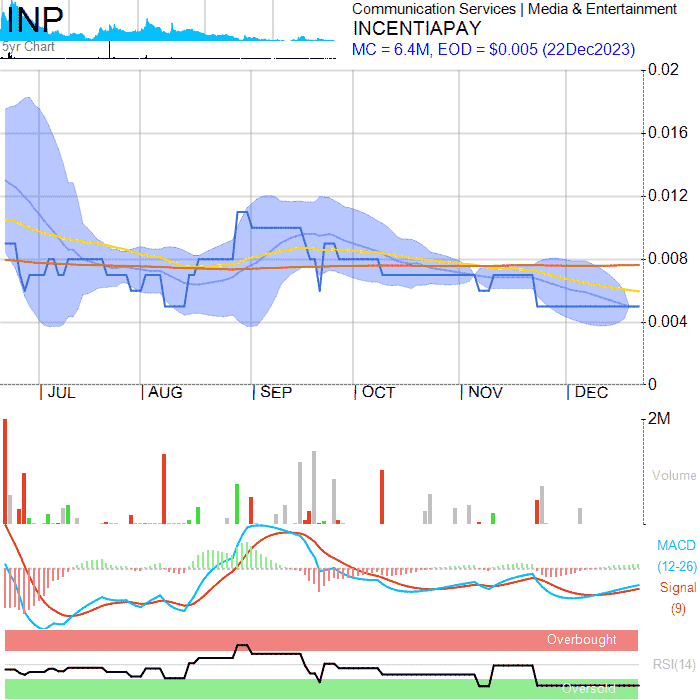 INP
5yr Chart
Communication Services | Media & Entertainment
INCENTIAPAY
MC = 6.4M, EOD = $0.005 (22Dec2023)
0.02
0.016
0.012
0.008
0.004
0
JUL AUG SEP OCT NOV DEC
2M
Volume
MACD
(12-26)
Signal
(9)
Overbought
RSI(14)
Oversold